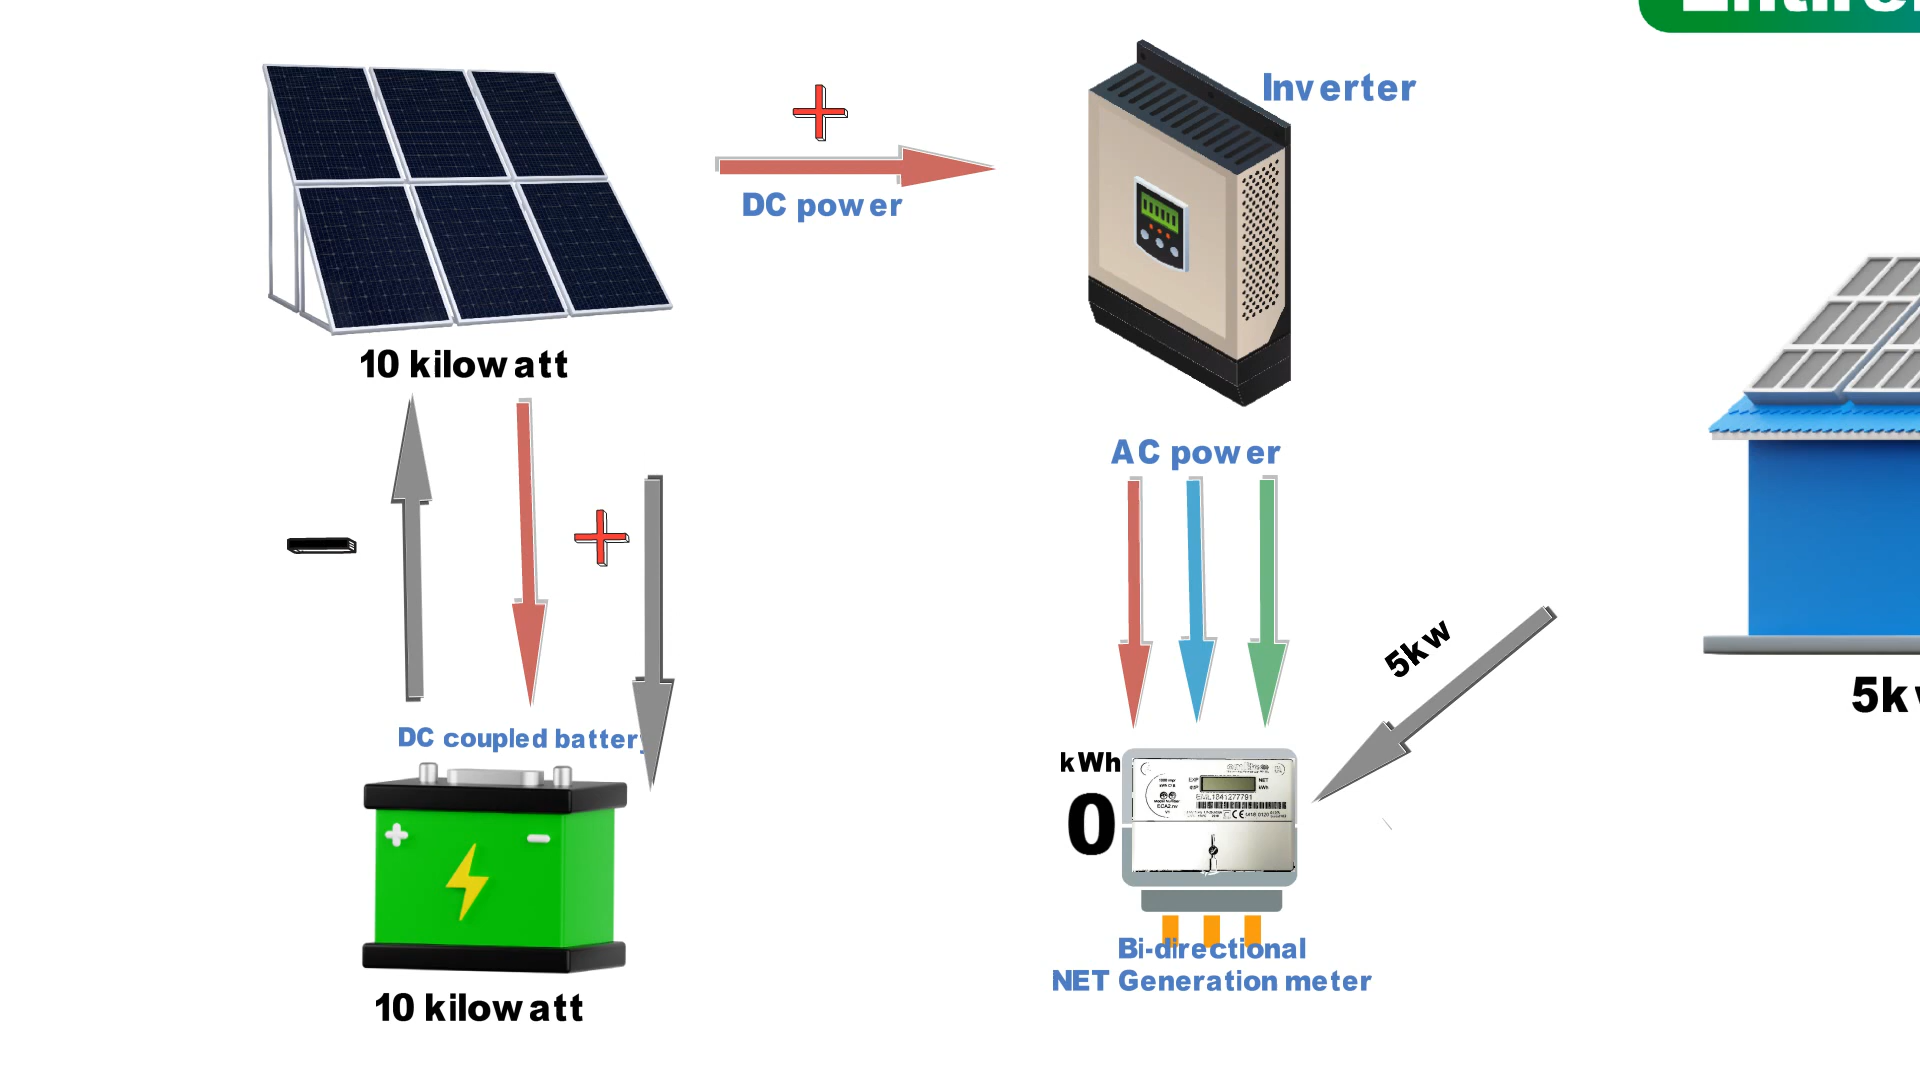 Inverter
DC power
10 kilowatt
AC power
5kw
DC coupled battery
kWh
0
EML1841277791
Bi-directional
NET Generation meter
10 kilowatt